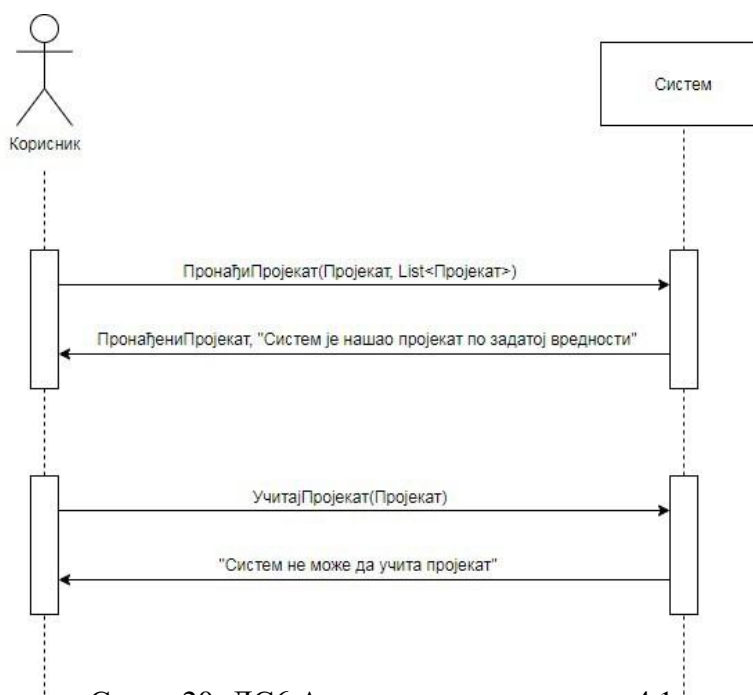 Систем
Корисник
ПронађиПројекат(Пројекат, List<Пројекат>)
ПронађениПројекат, "Систем је нашао пројекат по задатој вредности"
УчитајПројекат(Пројекат)
"Систем не може да учита пројекат"